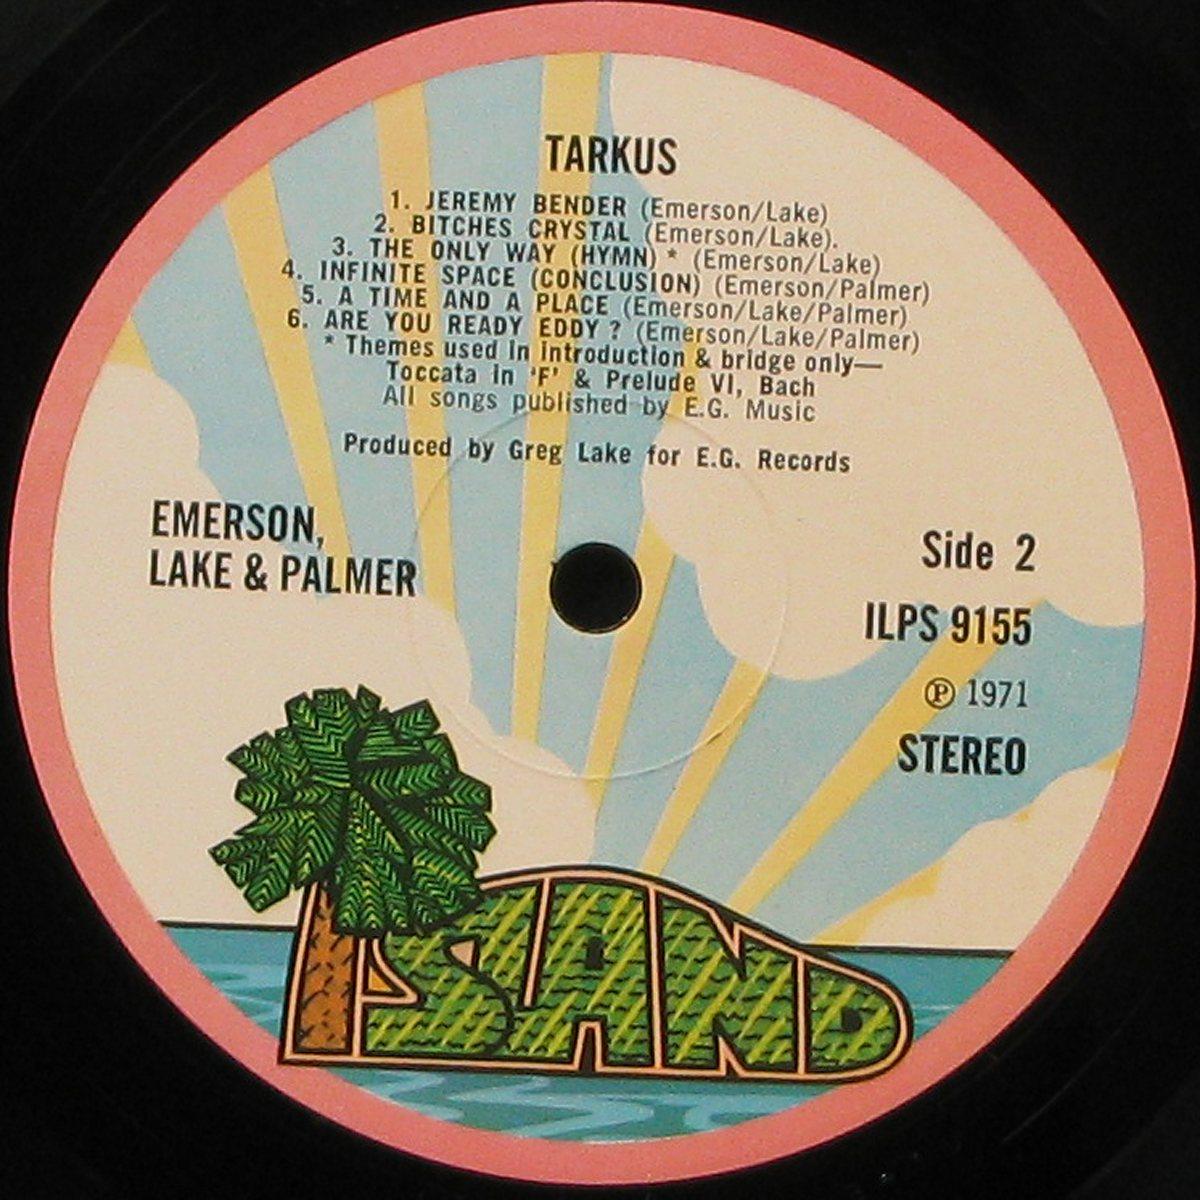 TARKUS
1. JEREMY BENDER (Emerson/Lake)
2. BITCHES CRYSTAL (Emerson/Lake).
3. THE ONLY WAY (HYMN) * (Emerson/Lake)
4. INFINITE SPACE (CONCLUSION) (Emerson/Palmer)
5. A TIME AND A PLACE (Emerson/Lake/Palmer)
6. ARE YOU READY EDDY ? (Emerson/Lake/Palmer)
* Themes used in introduction & bridge only—
Toccata in 'F' & Prelude VI, Bach
All songs published by E.G. Music
Produced by Greg Lake for E.G. Records
EMERSON,
LAKE & PALMER
Side 2
ILPS 9155
℗ 1971
STEREO
ISLAND